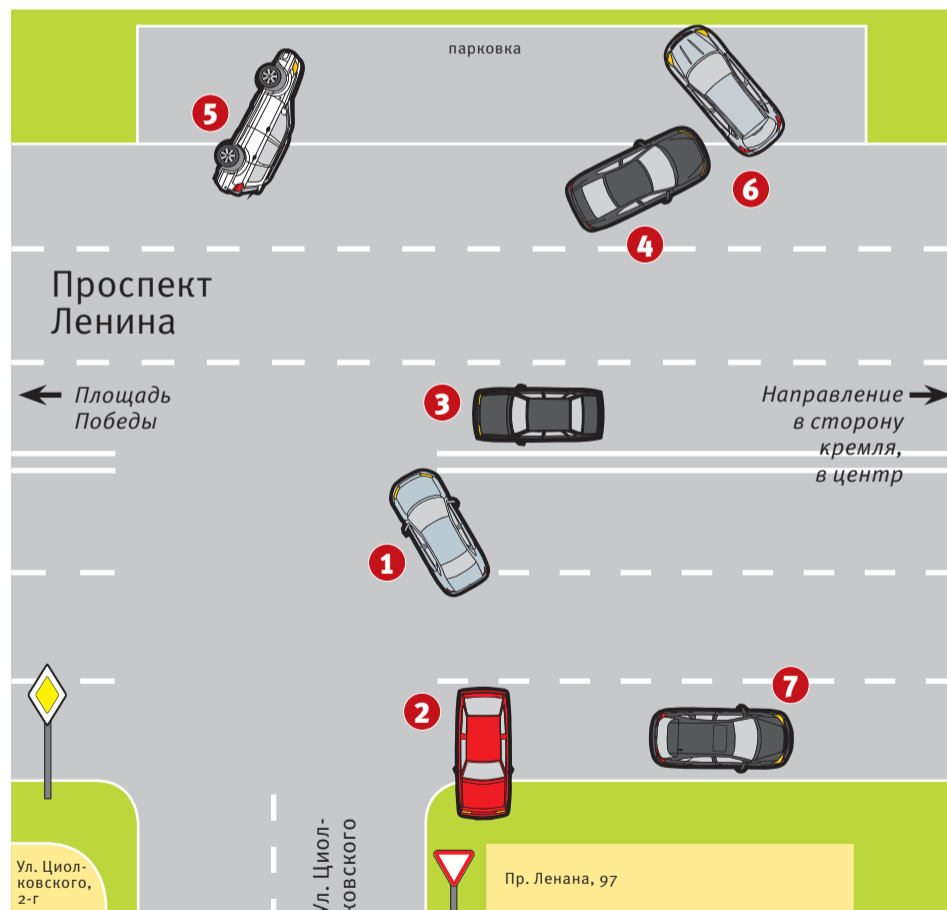 парковка
5
6
4
Проспект
Ленина
Площадь
Победы
3
Направление
в сторону
кремля,
в центр
1
7
2
Ул. Циол-
ковского,
2-г
Ул. Циол-
ковского
Пр. Ленана, 97